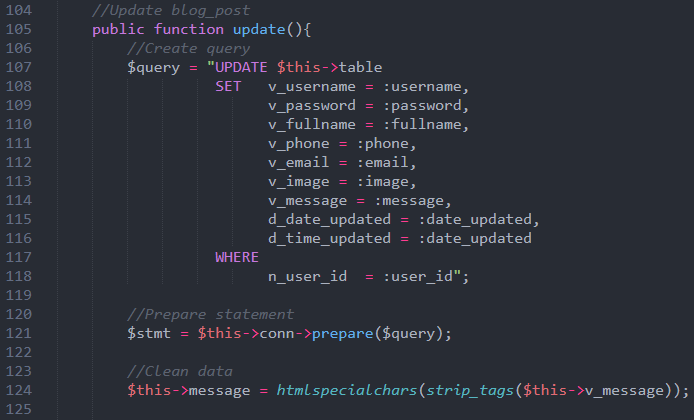 104 //Update blog_post
105 public function update(){
106 //Create query
107 $query = "UPDATE $this->table
108 SET v_username = :username,
109 v_password = :password,
110 v_fullname = :fullname,
111 v_phone = :phone,
112 v_email = :email,
113 v_image = :image,
114 v_message = :message,
115 d_date_updated = :date_updated,
116 d_time_updated = :date_updated
117 WHERE
118 n_user_id  = :user_id";
119
120 //Prepare statement
121 $stmt = $this->conn->prepare($query);
122
123 //Clean data
124 $this->message = htmlspecialchars(strip_tags($this->v_message));
125